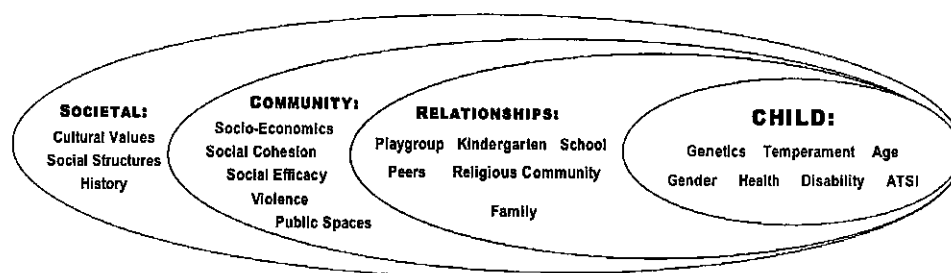 SOCIETAL:
Cultural Values
Social Structures
History
COMMUNITY:
Socio-Economics
Social Cohesion
Social Efficacy
Violence
Public Spaces
RELATIONSHIPS:
Playgroup Kindergarten School
Peers Religious Community
Family
CHILD:
Genetics Temperament Age
Gender Health Disability ATSI